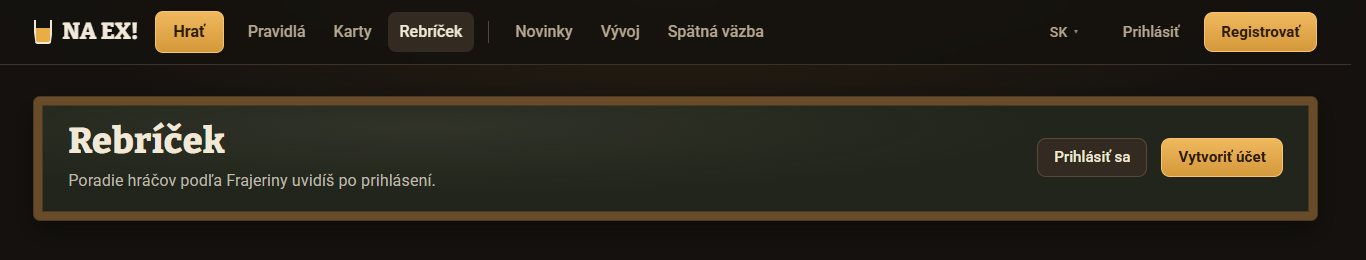 NA EX! Hrať Pravidlá Karty Rebríček Novinky Vývoj Spätná väzba SK Prihlásiť Registrovať
Rebríček
Poradie hráčov podľa Frajeriny uvidíš po prihlásení.
Prihlásiť sa Vytvoriť účet